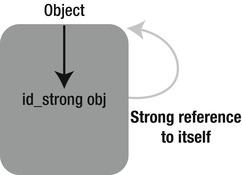 Object
id_strong obj
Strong reference
to itself